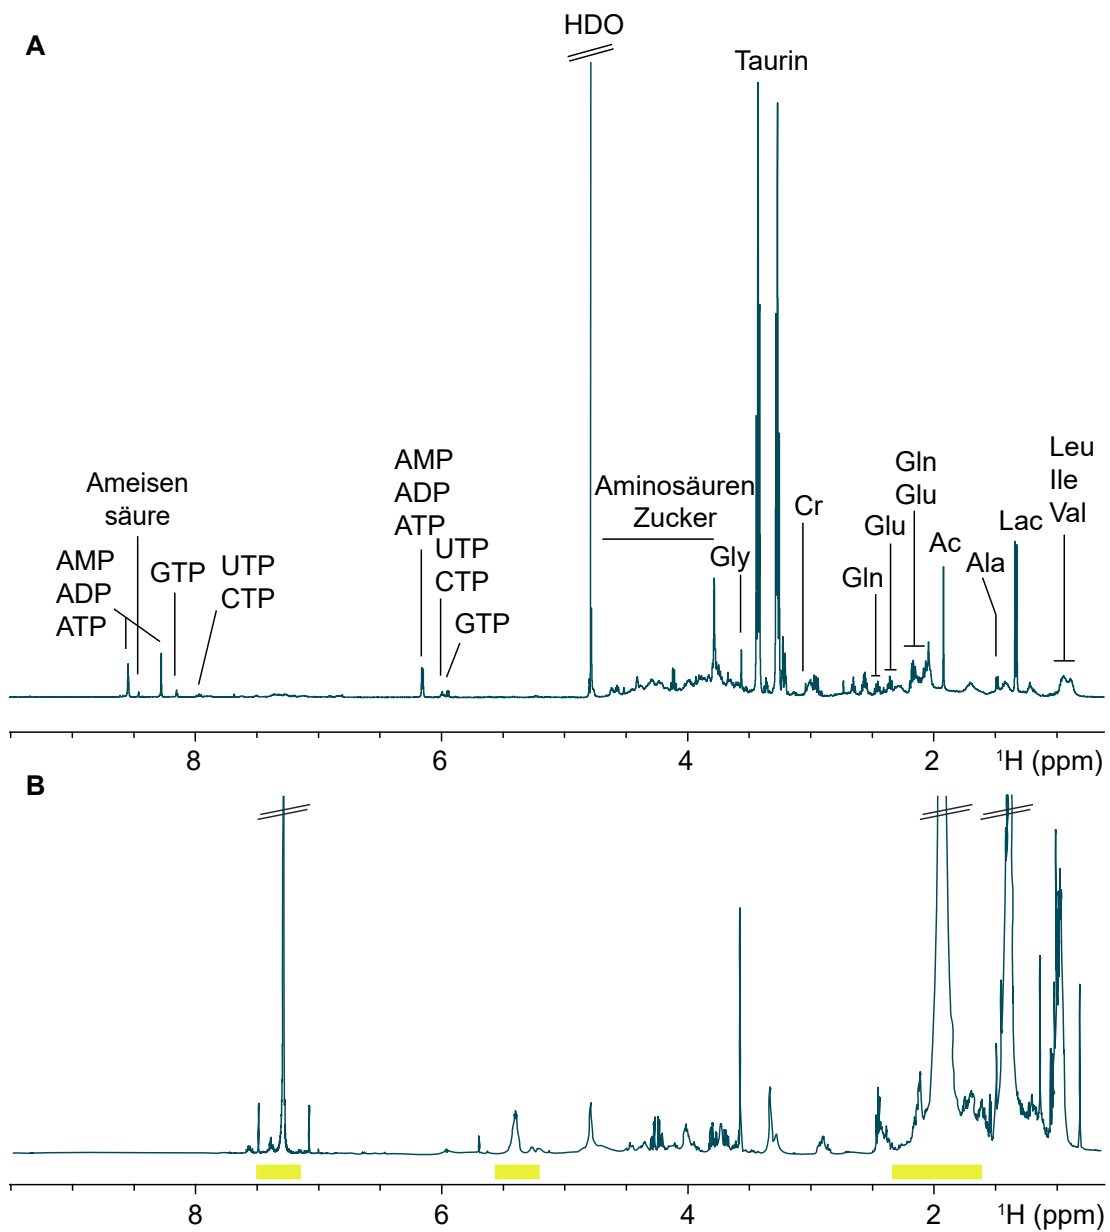 A
HDO
Taurin
Ameisen
säure
AMP
ADP
ATP
GTP
UTP
CTP
AMP
ADP
ATP
UTP
CTP
GTP
Aminosäuren
Zucker
Gly
Cr
Gln
Glu
Gln
Glu
Ac
Ala
Lac
Leu
Ile
Val
8
6
4
2
¹H (ppm)
B
8
6
4
2
¹H (ppm)